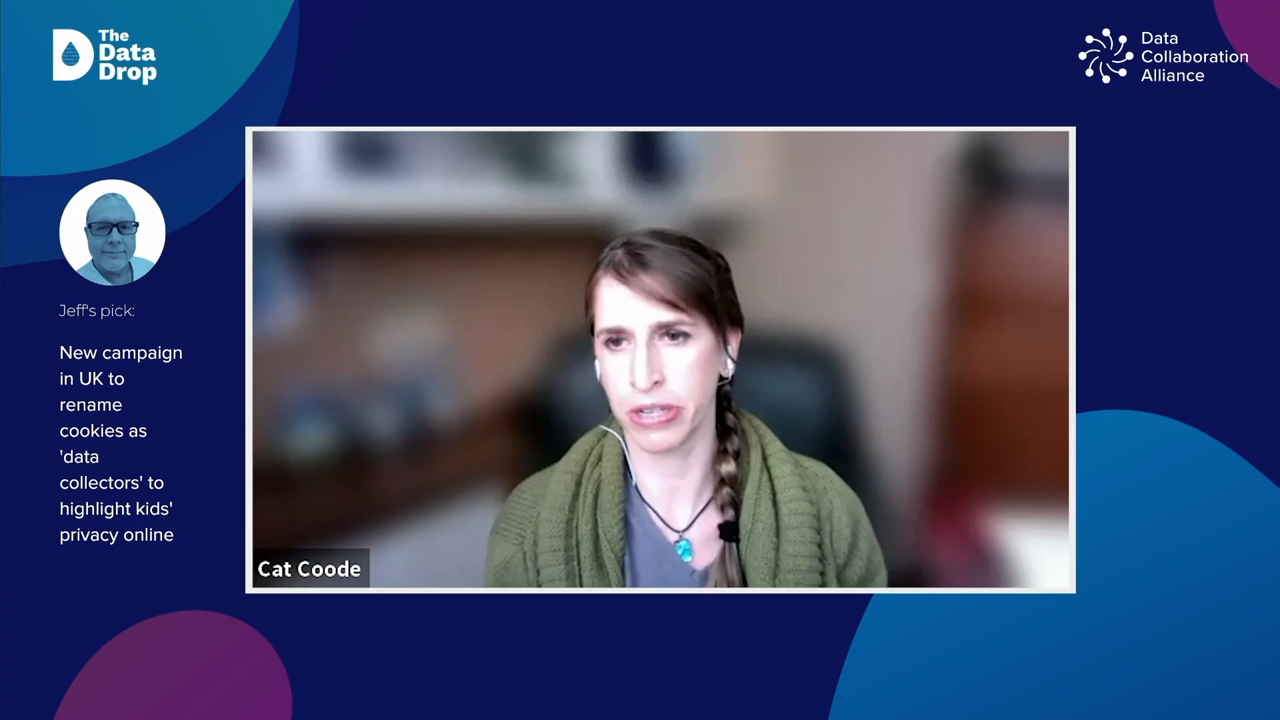 The
Data
Drop
Data
Collaboration
Alliance
Jeff's pick:
New campaign
in UK to
rename
cookies as
'data
collectors' to
highlight kids'
privacy online
Cat Coode